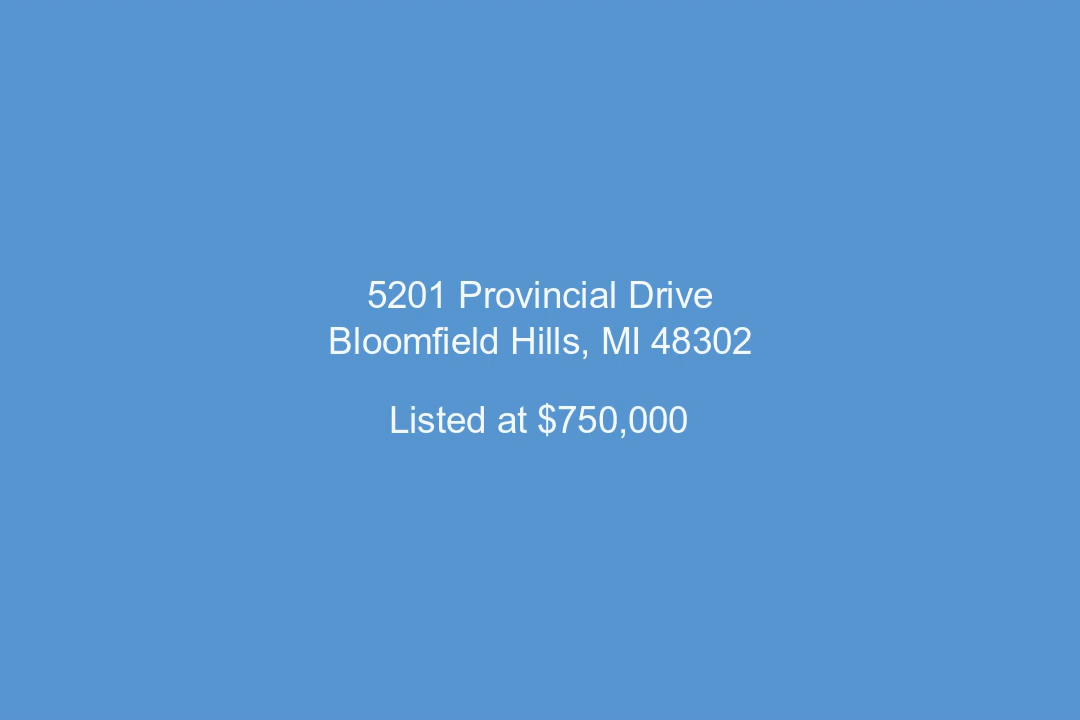 5201 Provincial Drive
Bloomfield Hills, MI 48302
Listed at $750,000